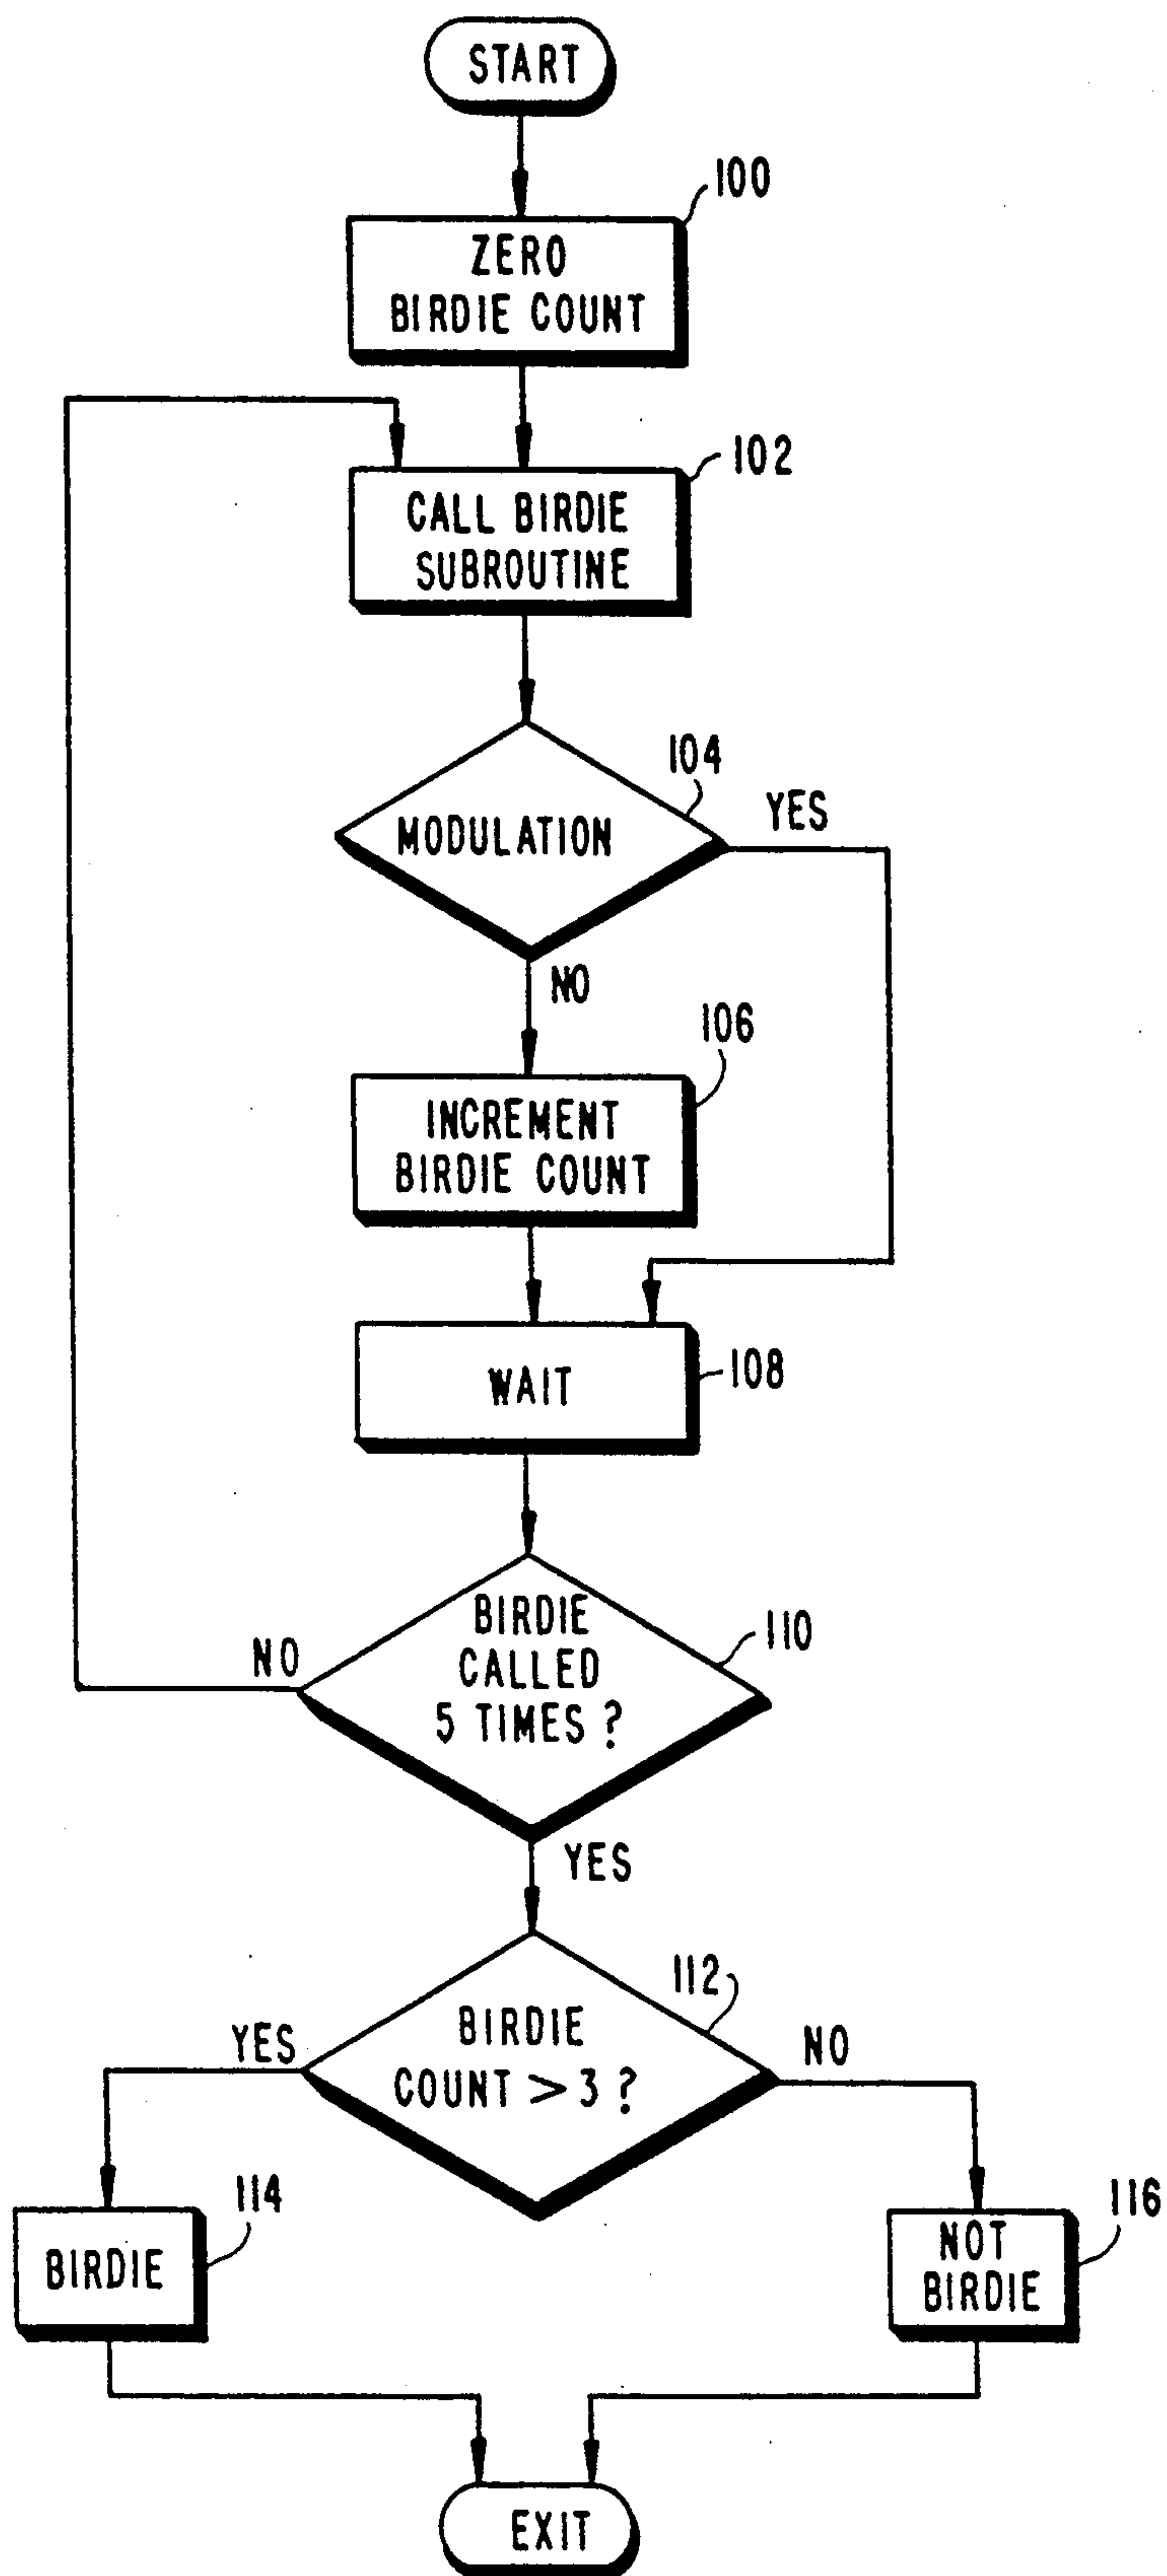 START
100
ZERO
BIRDIE COUNT
102
CALL BIRDIE
SUBROUTINE
104
YES
MODULATION
NO
106
INCREMENT
BIRDIE COUNT
WAIT
108
BIRDIE
CALLED
5 TIMES ?
110
NO
YES
112
BIRDIE
COUNT > 3 ?
YES
NO
114
BIRDIE
116
NOT
BIRDIE
EXIT